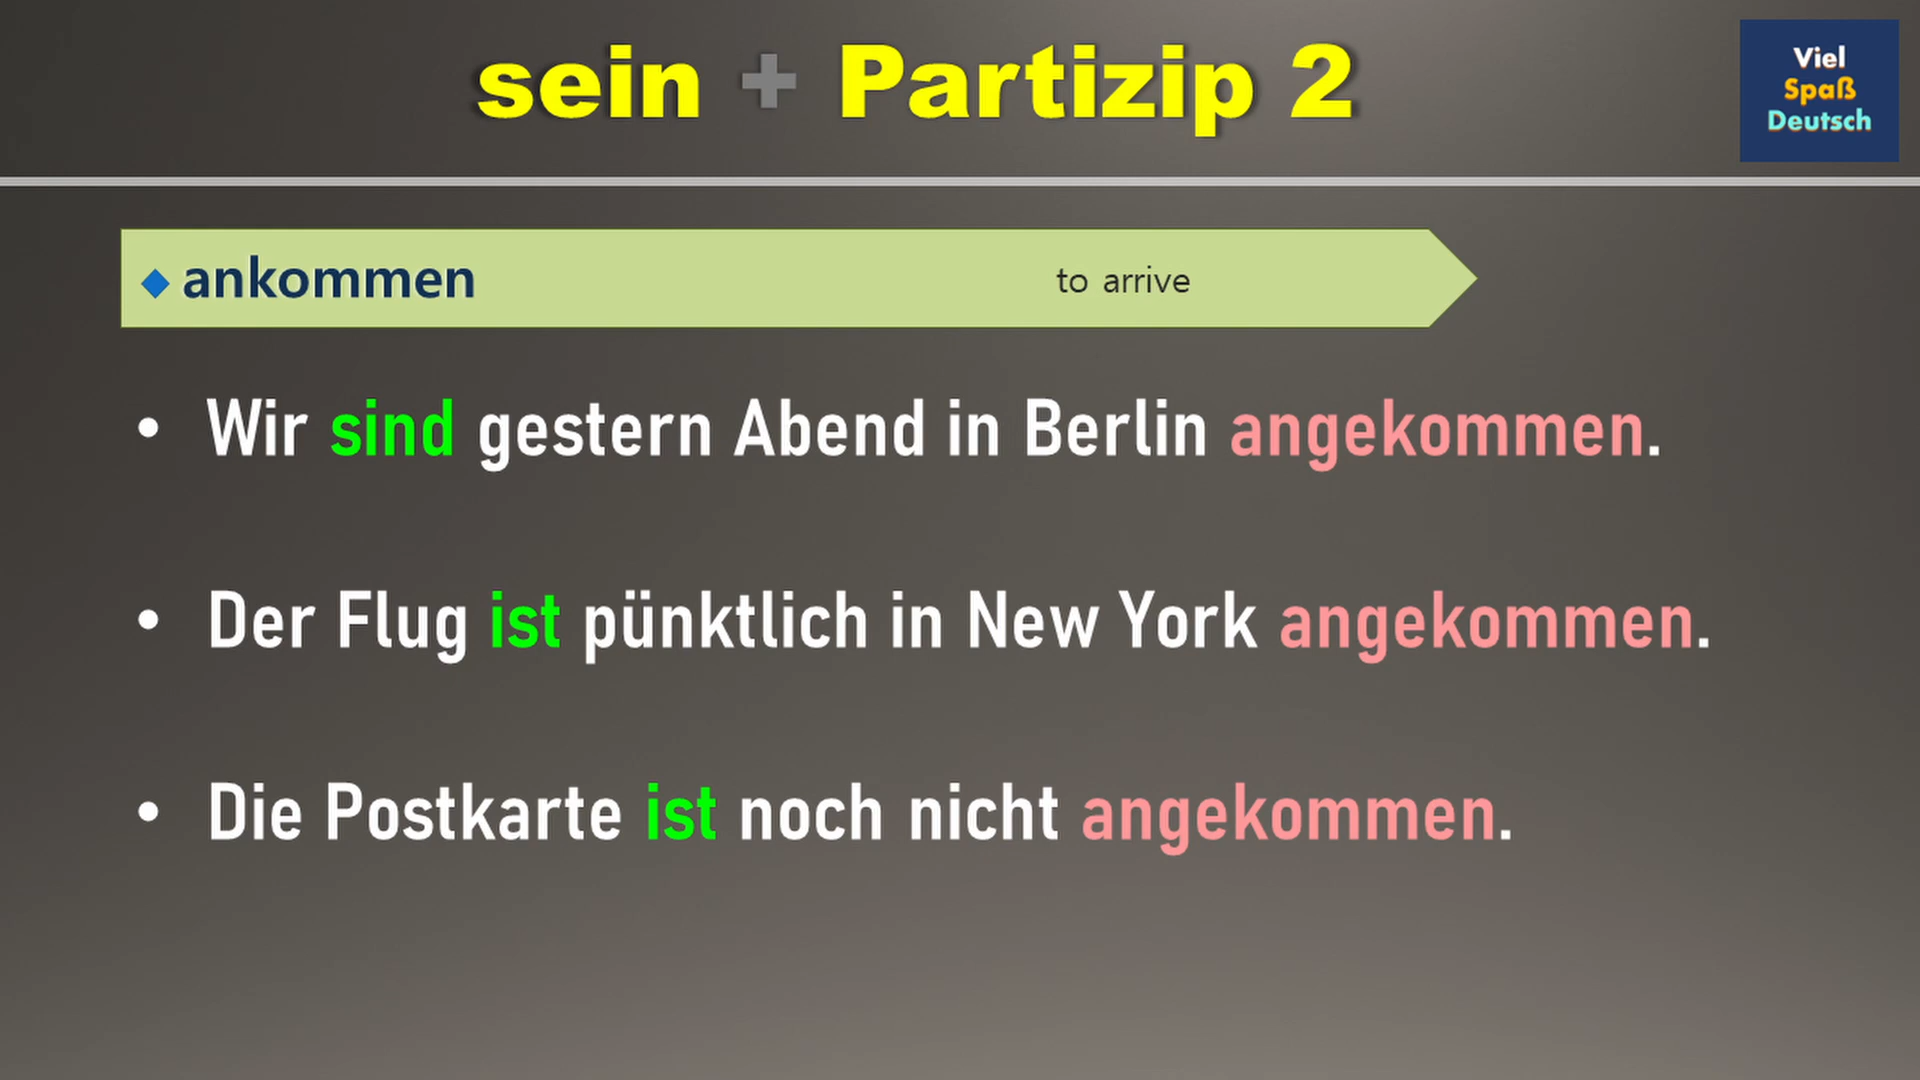 sein + Partizip 2
Viel
Spaß
Deutsch
ankommen to arrive
• Wir sind gestern Abend in Berlin angekommen.
• Der Flug ist pünktlich in New York angekommen.
• Die Postkarte ist noch nicht angekommen.